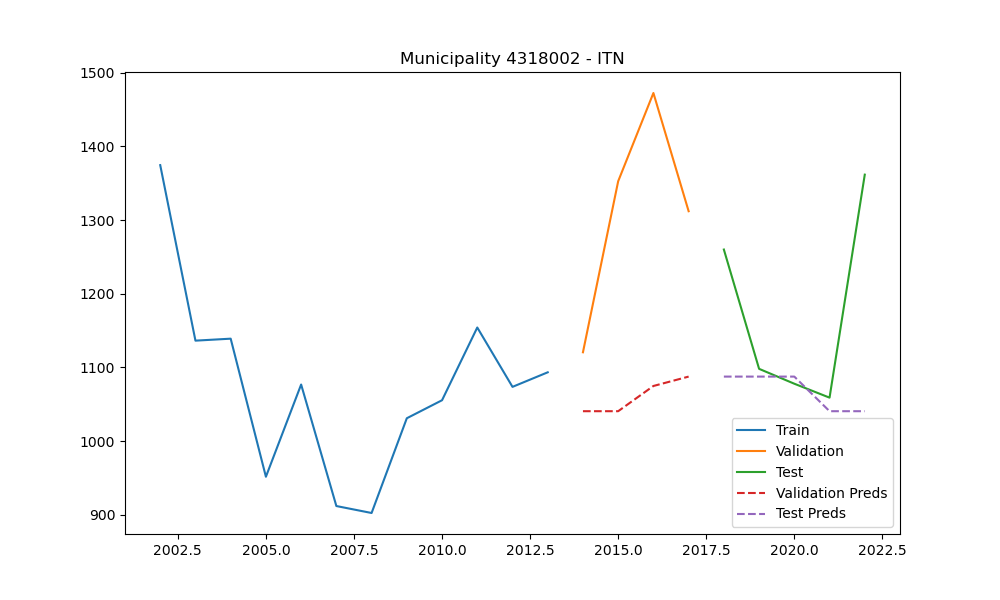 Municipality 4318002 - ITN
1500
1400
1300
1200
1100
1000
900
2002.5 2005.0 2007.5 2010.0 2012.5 2015.0 2017.5 2020.0 2022.5
Train
Validation
Test
Validation Preds
Test Preds